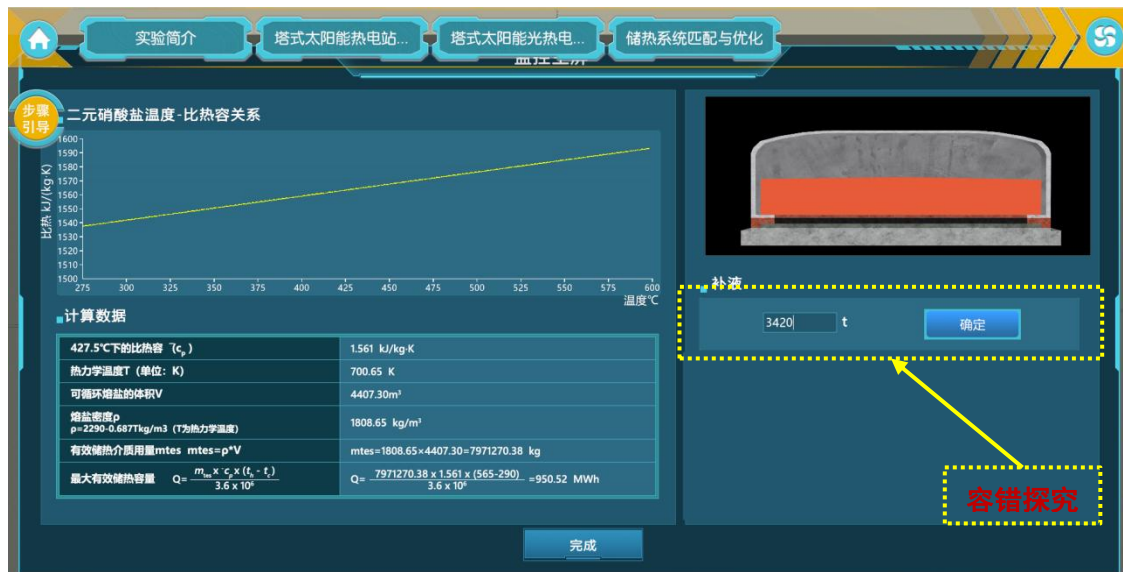 实验简介
塔式太阳能热电站...
塔式太阳能光热电...
储热系统匹配与优化
步骤
引导
二元硝酸盐温度-比热容关系
比热 kJ/(kg·K)
1600
1590
1580
1570
1560
1550
1540
1530
1520
1510
1500
275 300 325 350 375 400 425 450 475 500 525 550 575 600
温度℃
计算数据
427.5℃下的比热容 (c̄p) 1.561 kJ/kg·K
热力学温度T (单位: K) 700.65 K
可循环熔盐的体积V 4407.30m³
熔盐密度ρ
ρ=2290-0.687Tkg/m3 (T为热力学温度) 1808.65 kg/m³
有效储热介质用量mtes mtes=ρ*V mtes=1808.65×4407.30=7971270.38 kg
最大有效储热容量 Q= mtes x c̄p x (th - tc) / 3.6 x 10⁶
Q= 7971270.38 x 1.561 x (565-290) / 3.6 x 10⁶ =950.52 MWh
补液
3420 t 确定
容错探究
完成